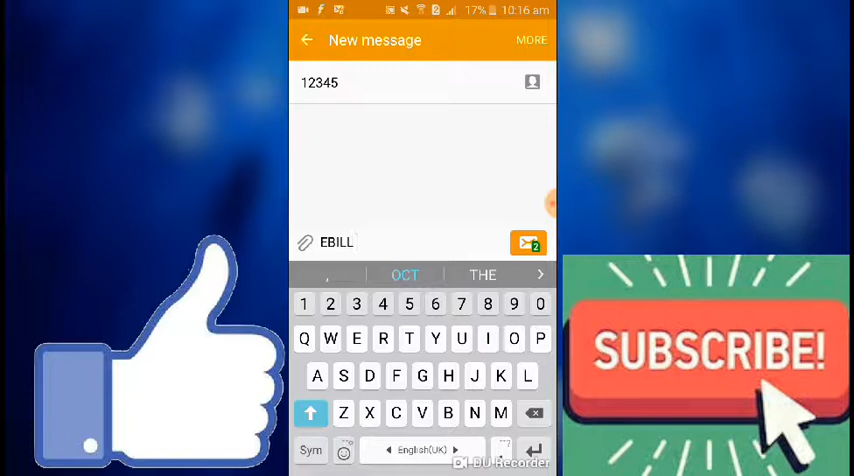 17% 10:16 am
New message MORE
12345
EBILL
2
, OCT THE
1 2 3 4 5 6 7 8 9 0
Q W E R T Y U I O P
A S D F G H J K L
Z X C V B N M
Sym English(UK) .
DU Recorder
SUBSCRIBE!